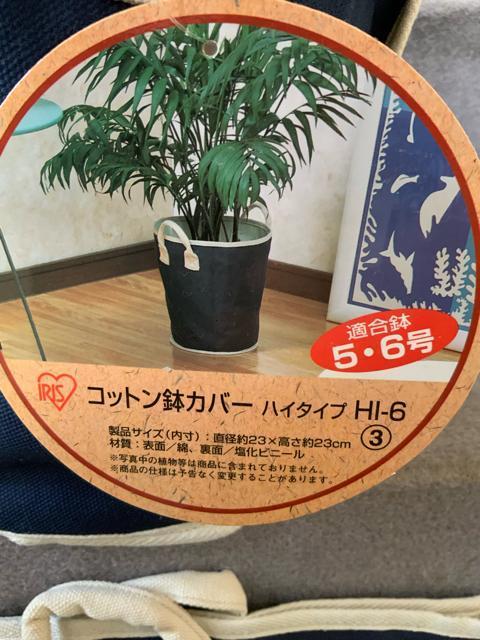 適合鉢
5・6号
IRIS
コットン鉢カバー ハイタイプ HI-6
製品サイズ(内寸):直径約23×高さ約23cm ③
材質:表面/綿、裏面/塩化ビニール
※写真中の植物等は商品に含まれておりません。
※商品の仕様は予告なく変更することがあります。